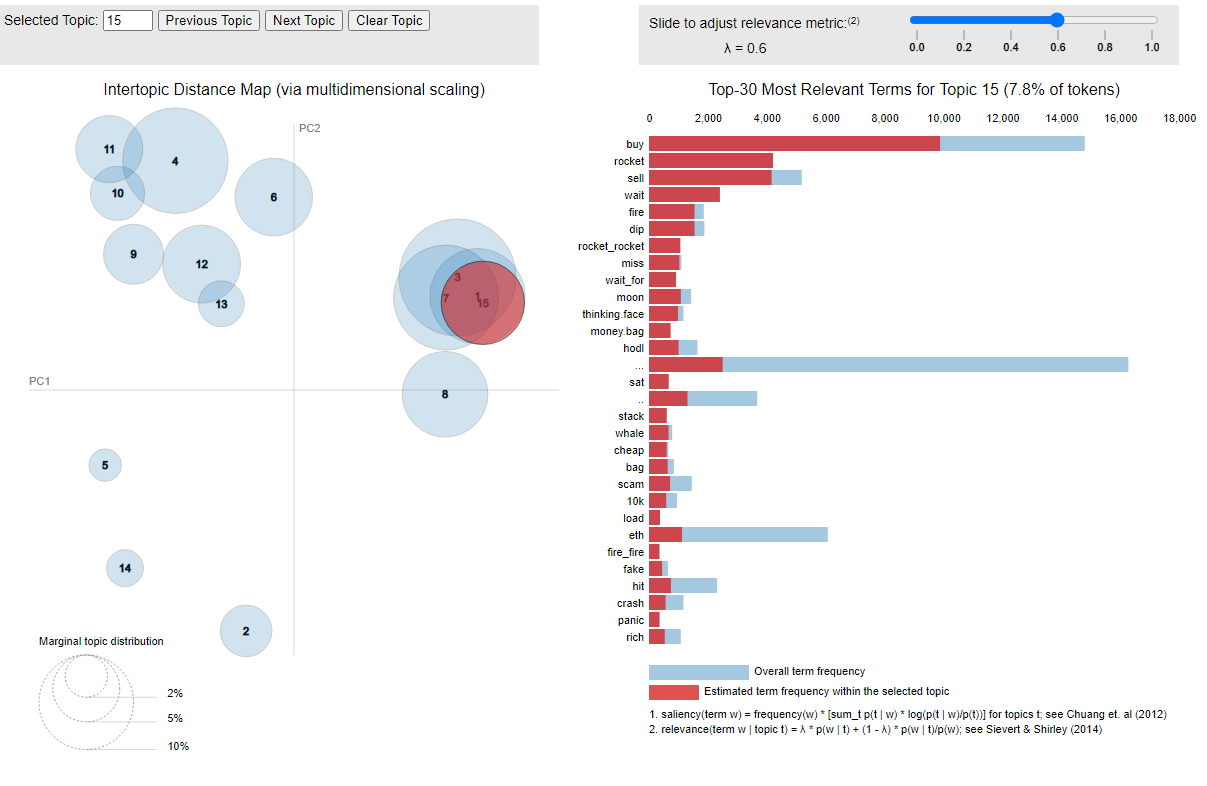 Selected Topic: 15 Previous Topic Next Topic Clear Topic
Slide to adjust relevance metric:(2)
λ = 0.6
0.0 0.2 0.4 0.6 0.8 1.0
Intertopic Distance Map (via multidimensional scaling)
PC2
PC1
11
4
10
6
9
12
13
3
7
1
15
8
5
14
2
Marginal topic distribution
2%
5%
10%
Top-30 Most Relevant Terms for Topic 15 (7.8% of tokens)
0 2,000 4,000 6,000 8,000 10,000 12,000 14,000 16,000 18,000
buy
rocket
sell
wait
fire
dip
rocket_rocket
miss
wait_for
moon
thinking.face
money.bag
hodl
...
sat
..
stack
whale
cheap
bag
scam
10k
load
eth
fire_fire
fake
hit
crash
panic
rich
Overall term frequency
Estimated term frequency within the selected topic
1. saliency(term w) = frequency(w) * [sum_t p(t | w) * log(p(t | w)/p(t))] for topics t; see Chuang et. al (2012)
2. relevance(term w | topic t) = λ * p(w | t) + (1 - λ) * p(w | t)/p(w); see Sievert & Shirley (2014)